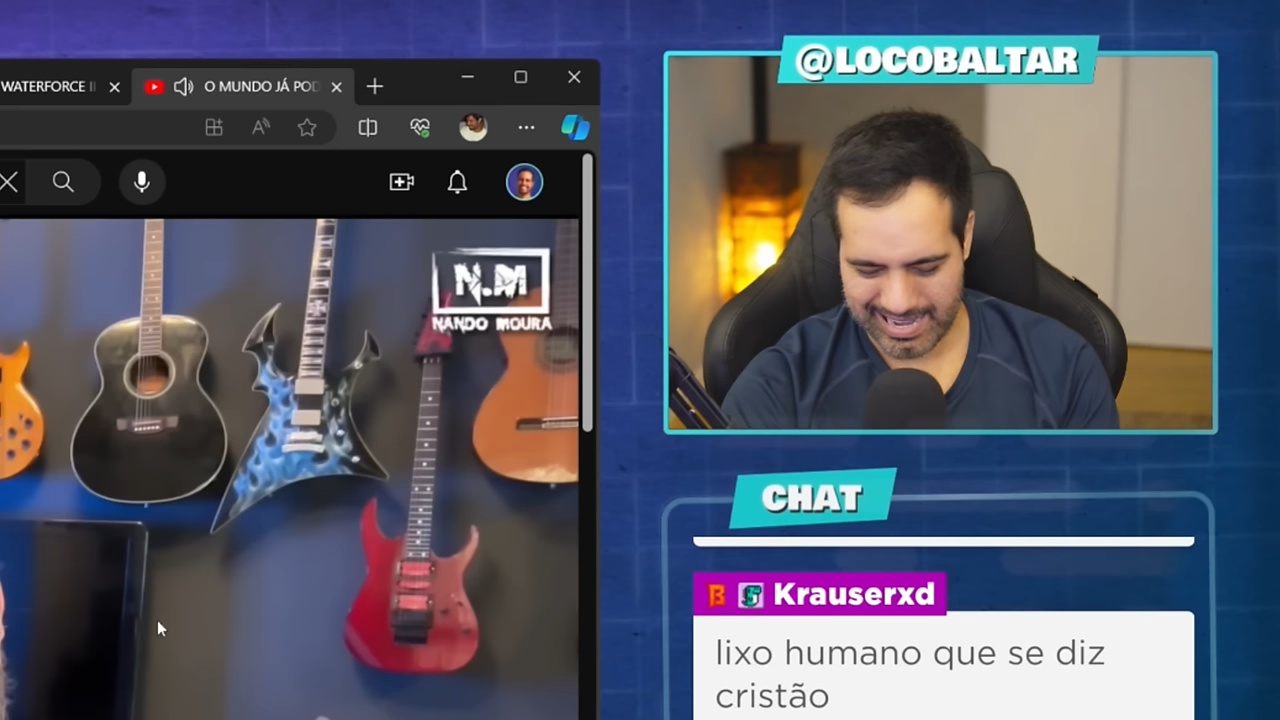 WATERFORCE II
O MUNDO JÁ POD
@LOCOBALTAR
N.M
NANDO MOURA
CHAT
Krauserxd
lixo humano que se diz
cristão